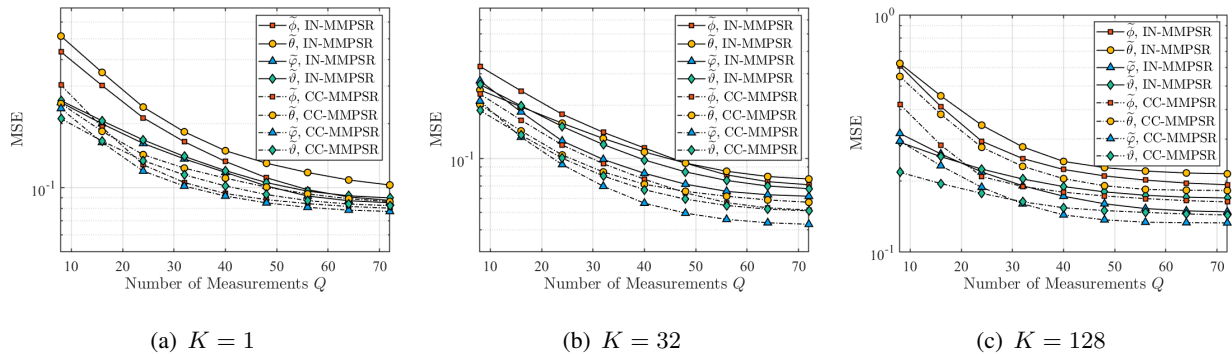 MSE
10⁻¹
10 20 30 40 50 60 70
Number of Measurements Q
ϕ̃, IN-MMPSR
θ̃, IN-MMPSR
φ̃, IN-MMPSR
ϑ̃, IN-MMPSR
ϕ̃, CC-MMPSR
θ̃, CC-MMPSR
φ̃, CC-MMPSR
ϑ̃, CC-MMPSR
(a) K = 1
MSE
10⁻¹
10 20 30 40 50 60 70
Number of Measurements Q
ϕ̃, IN-MMPSR
θ̃, IN-MMPSR
φ̃, IN-MMPSR
ϑ̃, IN-MMPSR
ϕ̃, CC-MMPSR
θ̃, CC-MMPSR
φ̃, CC-MMPSR
ϑ̃, CC-MMPSR
(b) K = 32
MSE
10⁰
10⁻¹
10 20 30 40 50 60 70
Number of Measurements Q
ϕ̃, IN-MMPSR
θ̃, IN-MMPSR
φ̃, IN-MMPSR
ϑ̃, IN-MMPSR
ϕ̃, CC-MMPSR
θ̃, CC-MMPSR
φ̃, CC-MMPSR
ϑ̃, CC-MMPSR
(c) K = 128